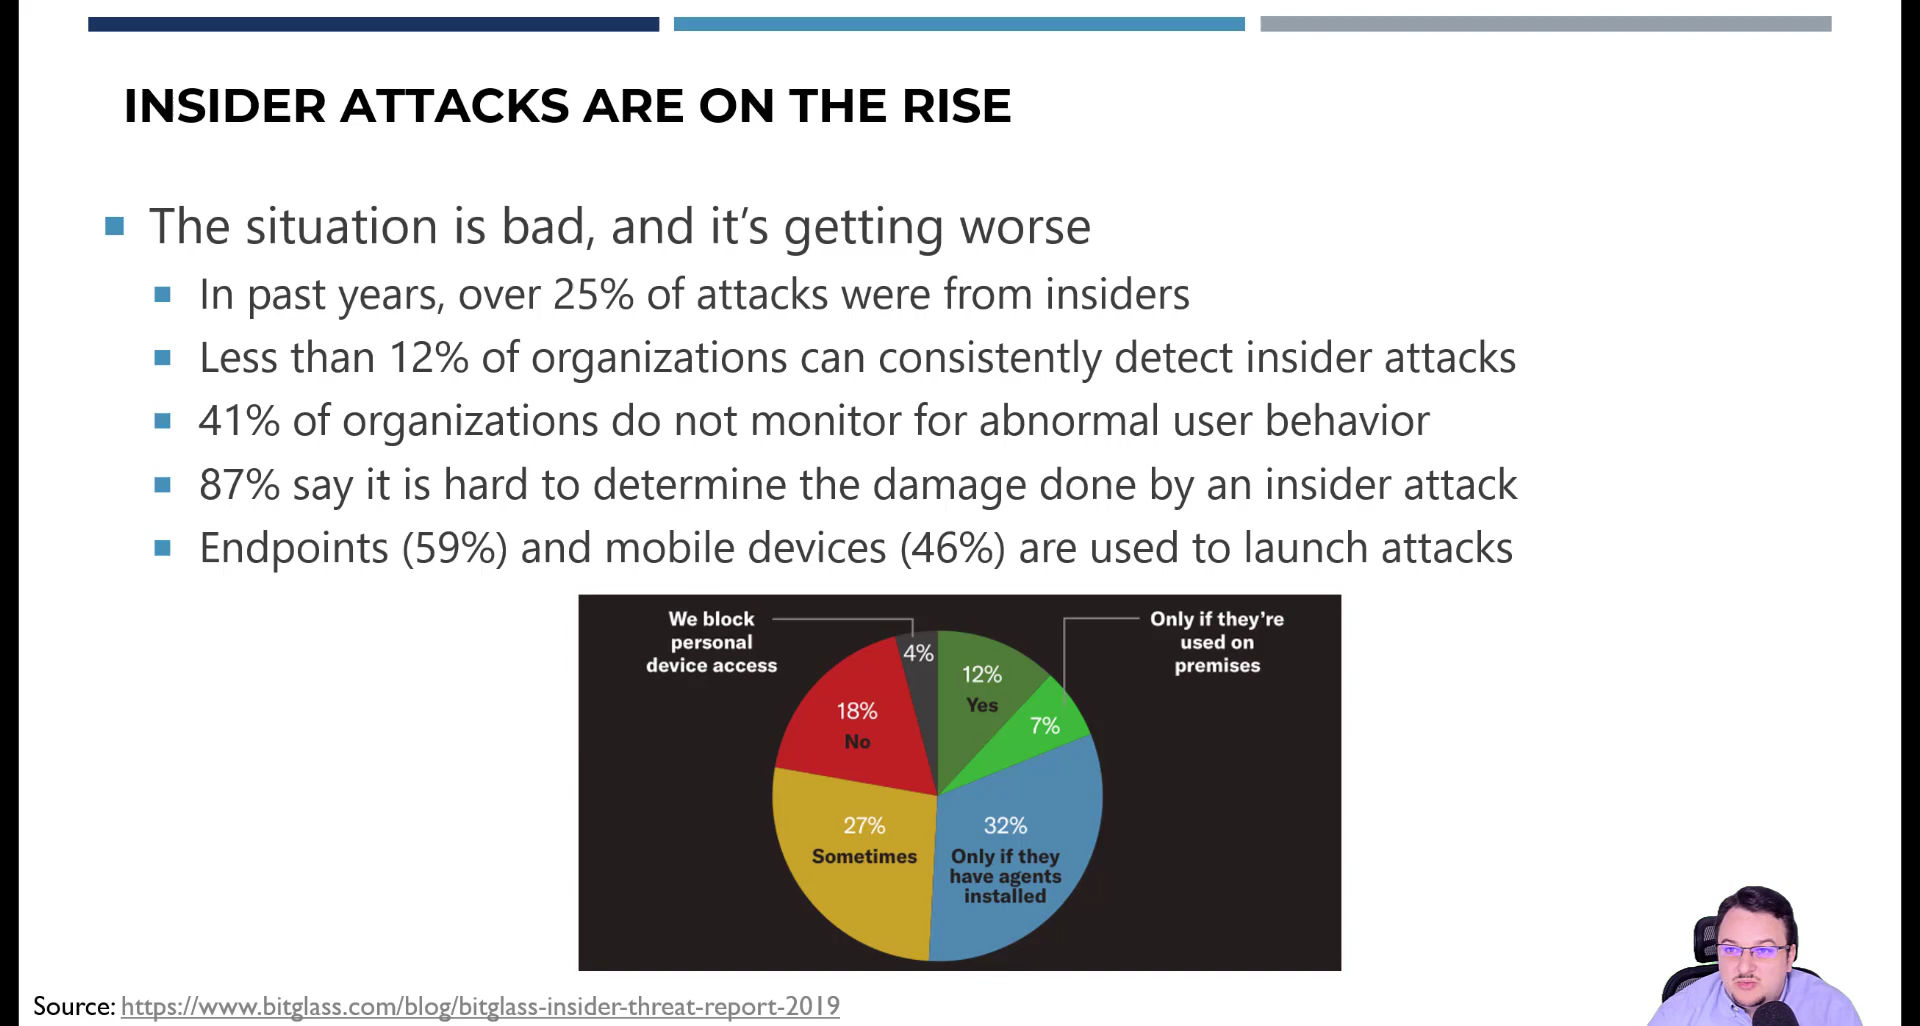 INSIDER ATTACKS ARE ON THE RISE
The situation is bad, and it’s getting worse
In past years, over 25% of attacks were from insiders
Less than 12% of organizations can consistently detect insider attacks
41% of organizations do not monitor for abnormal user behavior
87% say it is hard to determine the damage done by an insider attack
Endpoints (59%) and mobile devices (46%) are used to launch attacks
We block
personal
device access
4%
12%
Yes
Only if they’re
used on
premises
7%
18%
No
27%
Sometimes
32%
Only if they
have agents
installed
Source: https://www.bitglass.com/blog/bitglass-insider-threat-report-2019